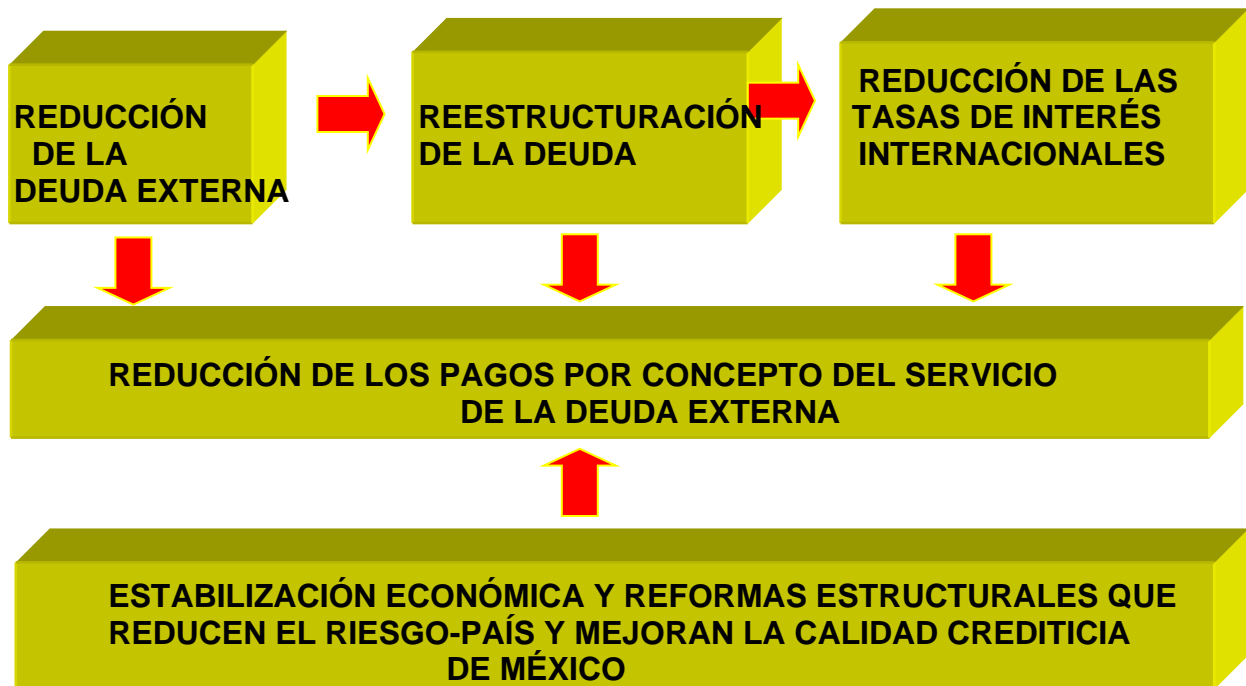 REDUCCIÓN
DE LA
DEUDA EXTERNA
REESTRUCTURACIÓN
DE LA DEUDA
REDUCCIÓN DE LAS
TASAS DE INTERÉS
INTERNACIONALES
REDUCCIÓN DE LOS PAGOS POR CONCEPTO DEL SERVICIO
DE LA DEUDA EXTERNA
ESTABILIZACIÓN ECONÓMICA Y REFORMAS ESTRUCTURALES QUE
REDUCEN EL RIESGO-PAÍS Y MEJORAN LA CALIDAD CREDITICIA
DE MÉXICO